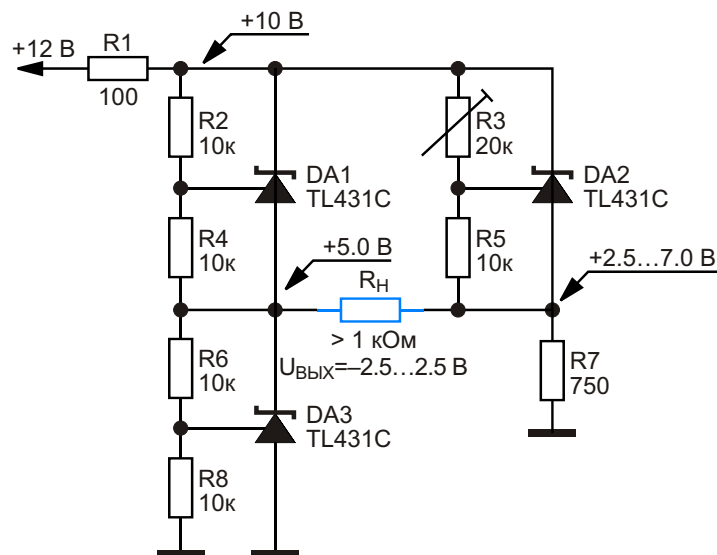 +10 В
+12 В
R1
100
R2
10к
R3
20к
DA1
TL431C
DA2
TL431C
R4
10к
R5
10к
+5.0 В
+2.5...7.0 В
RН
> 1 кОм
UВЫХ=–2.5...2.5 В
R6
10к
R7
750
DA3
TL431C
R8
10к